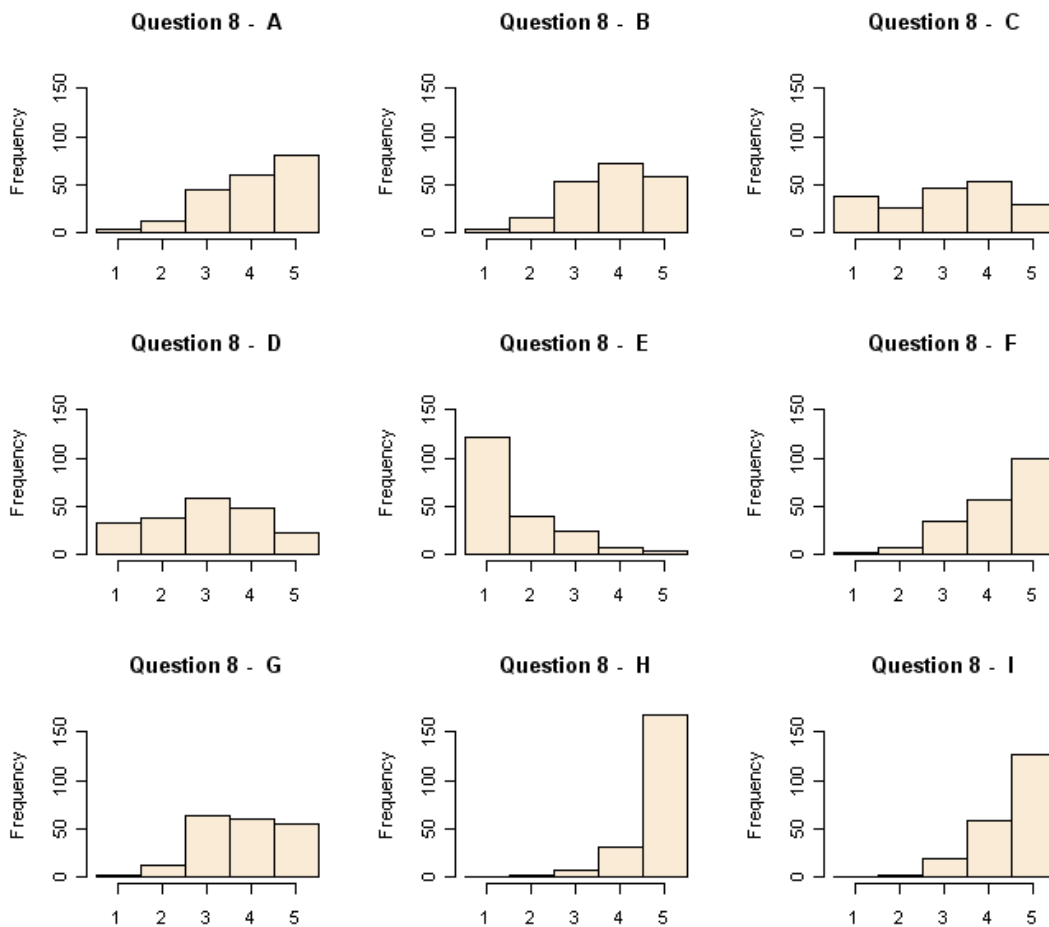 Question 8 - A
Question 8 - B
Question 8 - C
Frequency
0 50 100 150
1 2 3 4 5
Frequency
0 50 100 150
1 2 3 4 5
Frequency
0 50 100 150
1 2 3 4 5
Question 8 - D
Question 8 - E
Question 8 - F
Frequency
0 50 100 150
1 2 3 4 5
Frequency
0 50 100 150
1 2 3 4 5
Frequency
0 50 100 150
1 2 3 4 5
Question 8 - G
Question 8 - H
Question 8 - I
Frequency
0 50 100 150
1 2 3 4 5
Frequency
0 50 100 150
1 2 3 4 5
Frequency
0 50 100 150
1 2 3 4 5